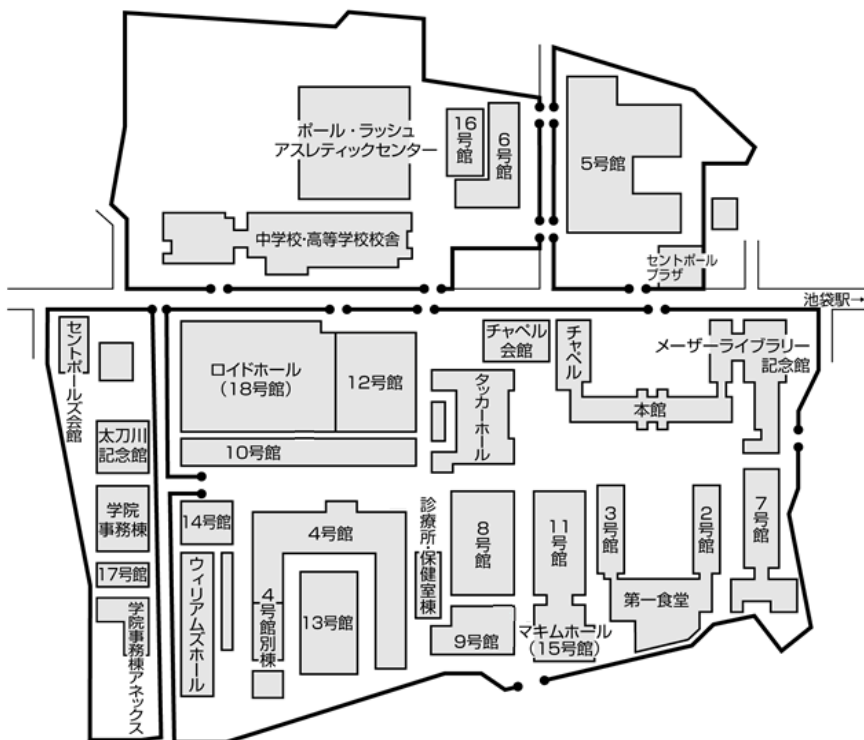 ポール・ラッシュ
アスレティックセンター
16号館
6号館
5号館
中学校・高等学校校舎
セントポール
プラザ
池袋駅→
セントポールズ会館
ロイドホール
(18号館)
12号館
チャペル
会館
チャペル
メーザーライブラリー
記念館
本館
タッカーホール
太刀川
記念館
10号館
学院
事務棟
14号館
4号館
診療所・保健室棟
8号館
11号館
3号館
2号館
7号館
17号館
ウィリアムズホール
4号館別棟
13号館
第一食堂
9号館
マキムホール
(15号館)
学院事務棟アネックス